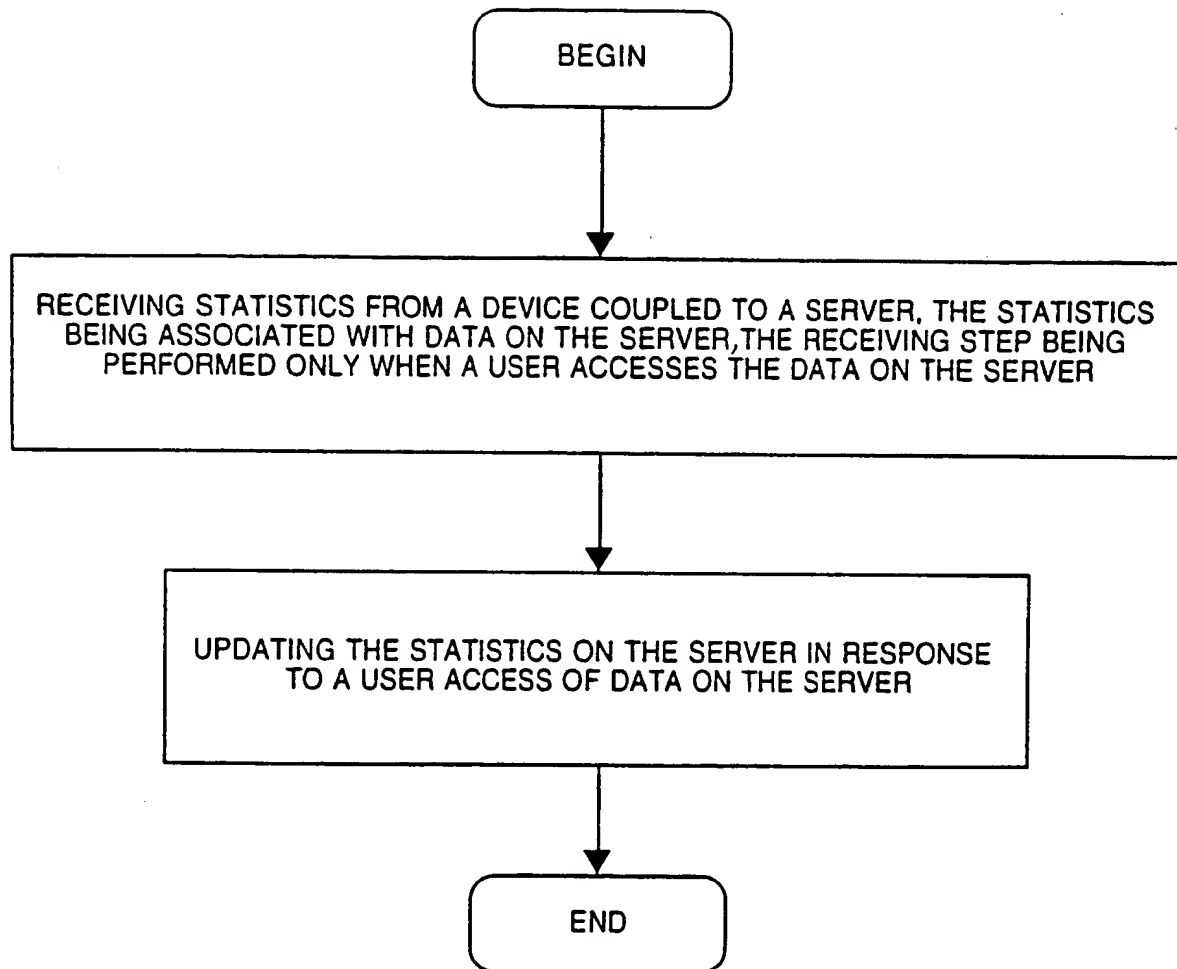 BEGIN
RECEIVING STATISTICS FROM A DEVICE COUPLED TO A SERVER, THE STATISTICS
BEING ASSOCIATED WITH DATA ON THE SERVER,THE RECEIVING STEP BEING
PERFORMED ONLY WHEN A USER ACCESSES THE DATA ON THE SERVER
UPDATING THE STATISTICS ON THE SERVER IN RESPONSE
TO A USER ACCESS OF DATA ON THE SERVER
END